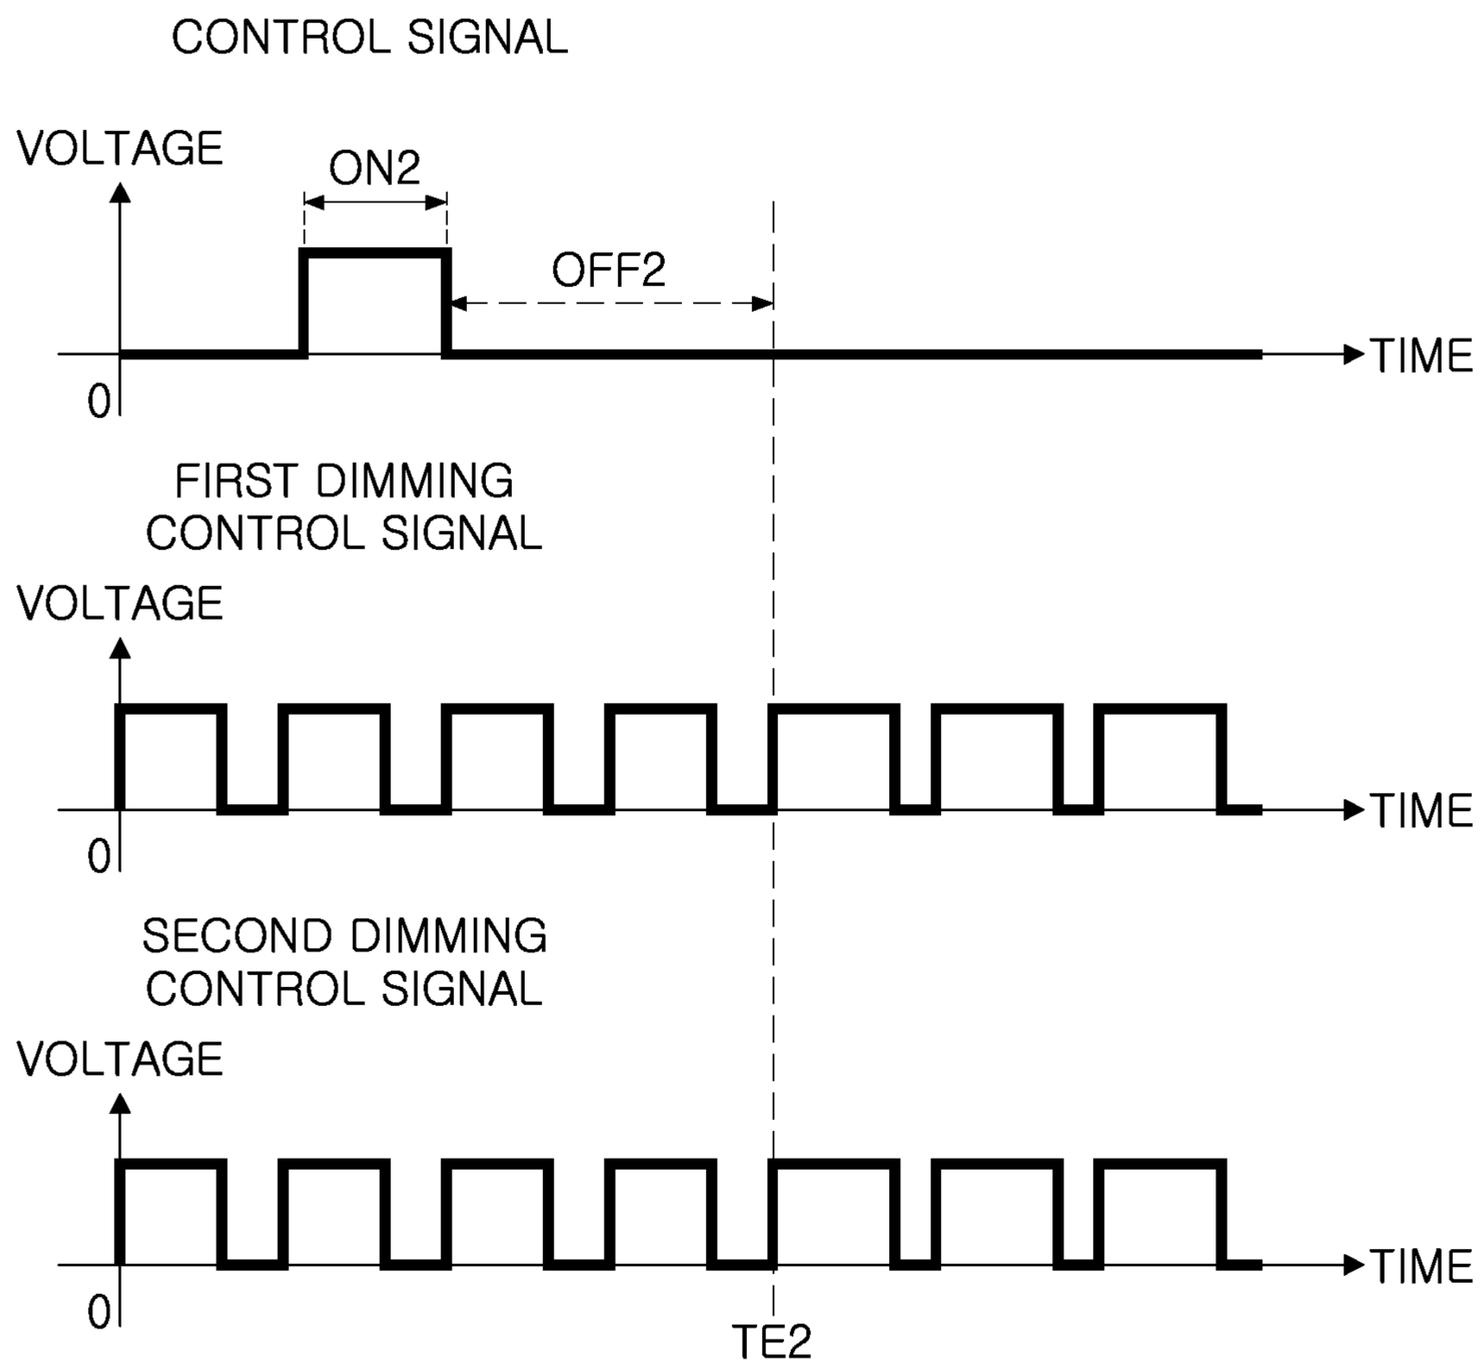 CONTROL SIGNAL
VOLTAGE
ON2
OFF2
TIME
0
FIRST DIMMING
CONTROL SIGNAL
VOLTAGE
TIME
0
SECOND DIMMING
CONTROL SIGNAL
VOLTAGE
TIME
0
TE2